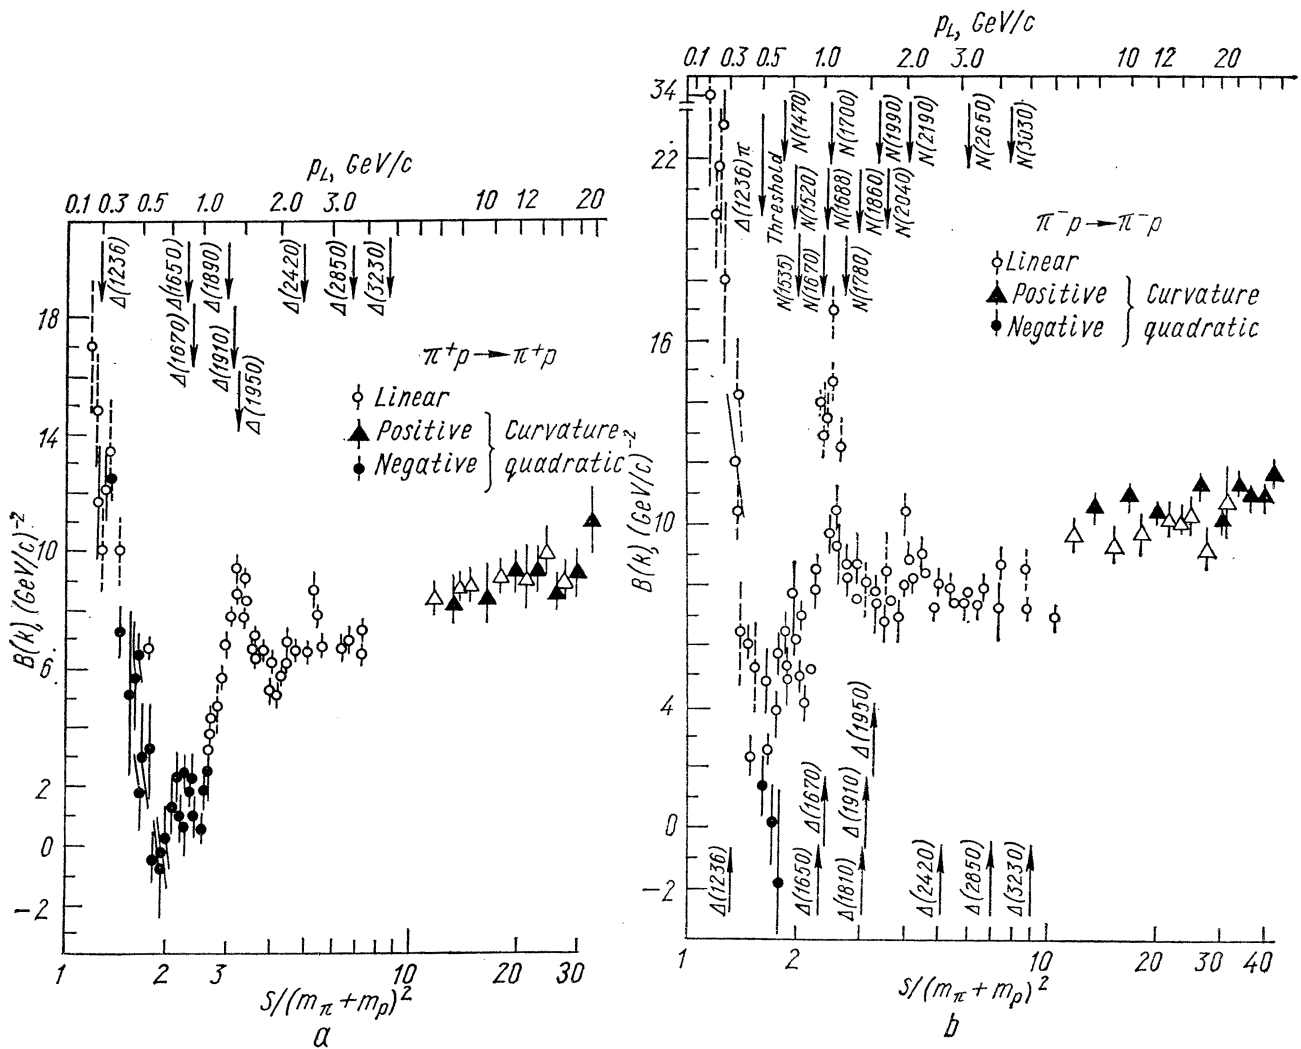 p_L, GeV/c
0.1 0.3 0.5 1.0 2.0 3.0 10 12 20
Δ(1236)
Δ(1650)
Δ(1890)
Δ(2420)
Δ(2850)
Δ(3230)
Δ(1670)
Δ(1910)
Δ(1950)
π⁺p → π⁺p
Linear
Positive
Negative
Curvature
quadratic
B(k), (GeV/c)⁻²
18
14
10
6
2
0
−2
1 2 3 10 20 30
s/(m_π + m_p)²
a
p_L, GeV/c
0.1 0.3 0.5 1.0 2.0 3.0 10 12 20
Δ(1236)π
Threshold
N(1470)
N(1700)
N(1990)
N(2190)
N(2650)
N(3030)
N(1520)
N(1688)
N(1860)
N(2040)
N(1535)
N(1670)
N(1780)
π⁻p → π⁻p
Linear
Positive
Negative
Curvature
quadratic
B(k), (GeV/c)⁻²
34
22
16
10
4
0
−2
Δ(1950)
Δ(1670)
Δ(1910)
Δ(1236)
Δ(1650)
Δ(1810)
Δ(2420)
Δ(2850)
Δ(3230)
1 2 10 20 30 40
s/(m_π + m_p)²
b